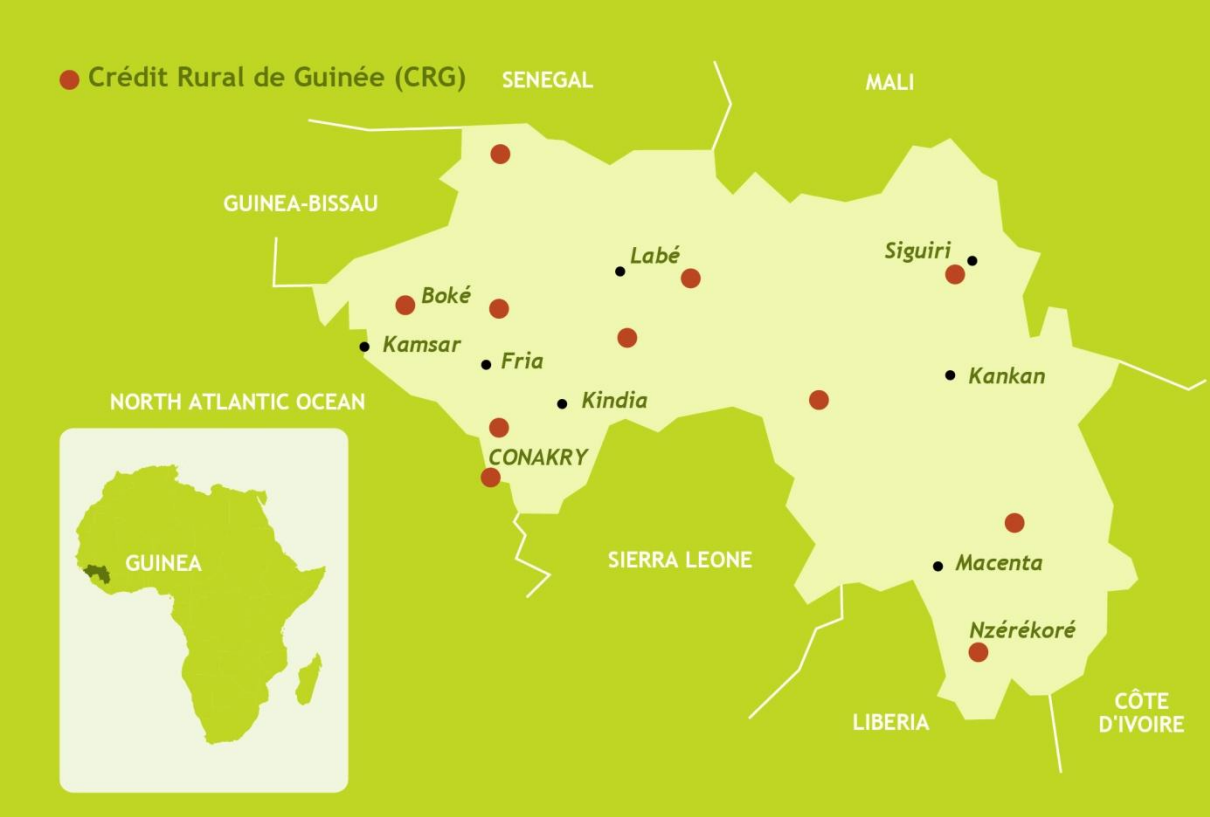 Crédit Rural de Guinée (CRG)
SENEGAL
MALI
GUINEA-BISSAU
Labé
Siguiri
Boké
Kamsar
Fria
Kankan
NORTH ATLANTIC OCEAN
Kindia
CONAKRY
GUINEA
SIERRA LEONE
Macenta
Nzérékoré
LIBERIA
CÔTE
D'IVOIRE